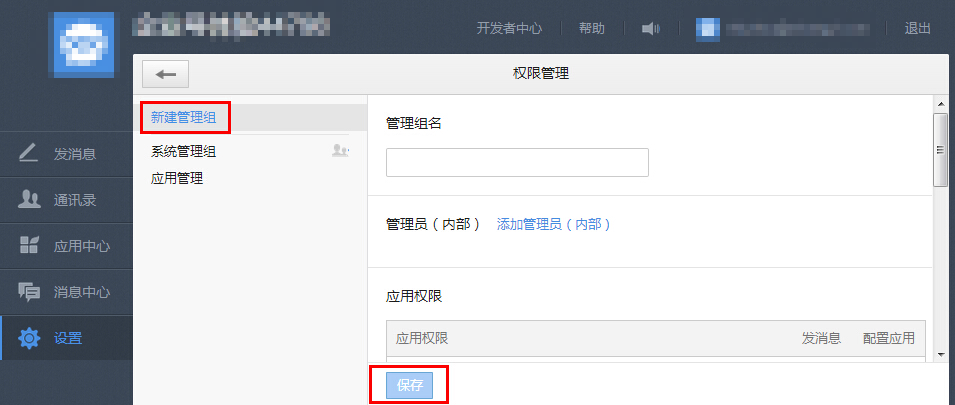 开发者中心 帮助 退出
权限管理
新建管理组
系统管理组
应用管理
发消息
通讯录
应用中心
消息中心
设置
管理组名
管理员（内部） 添加管理员（内部）
应用权限
应用权限 发消息 配置应用
保存